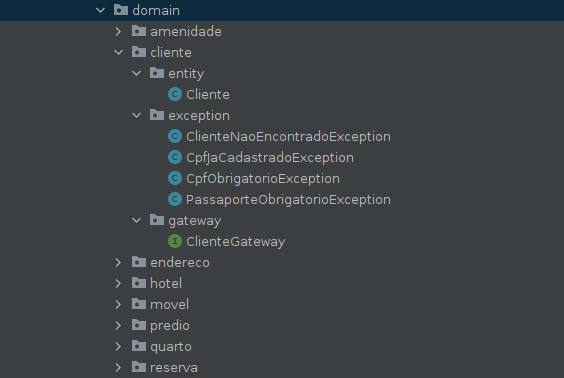 domain
amenidade
cliente
entity
C Cliente
exception
C ClienteNaoEncontradoException
C CpfJaCadastradoException
C CpfObrigatorioException
C PassaporteObrigatorioException
gateway
I ClienteGateway
endereco
hotel
movel
predio
quarto
reserva